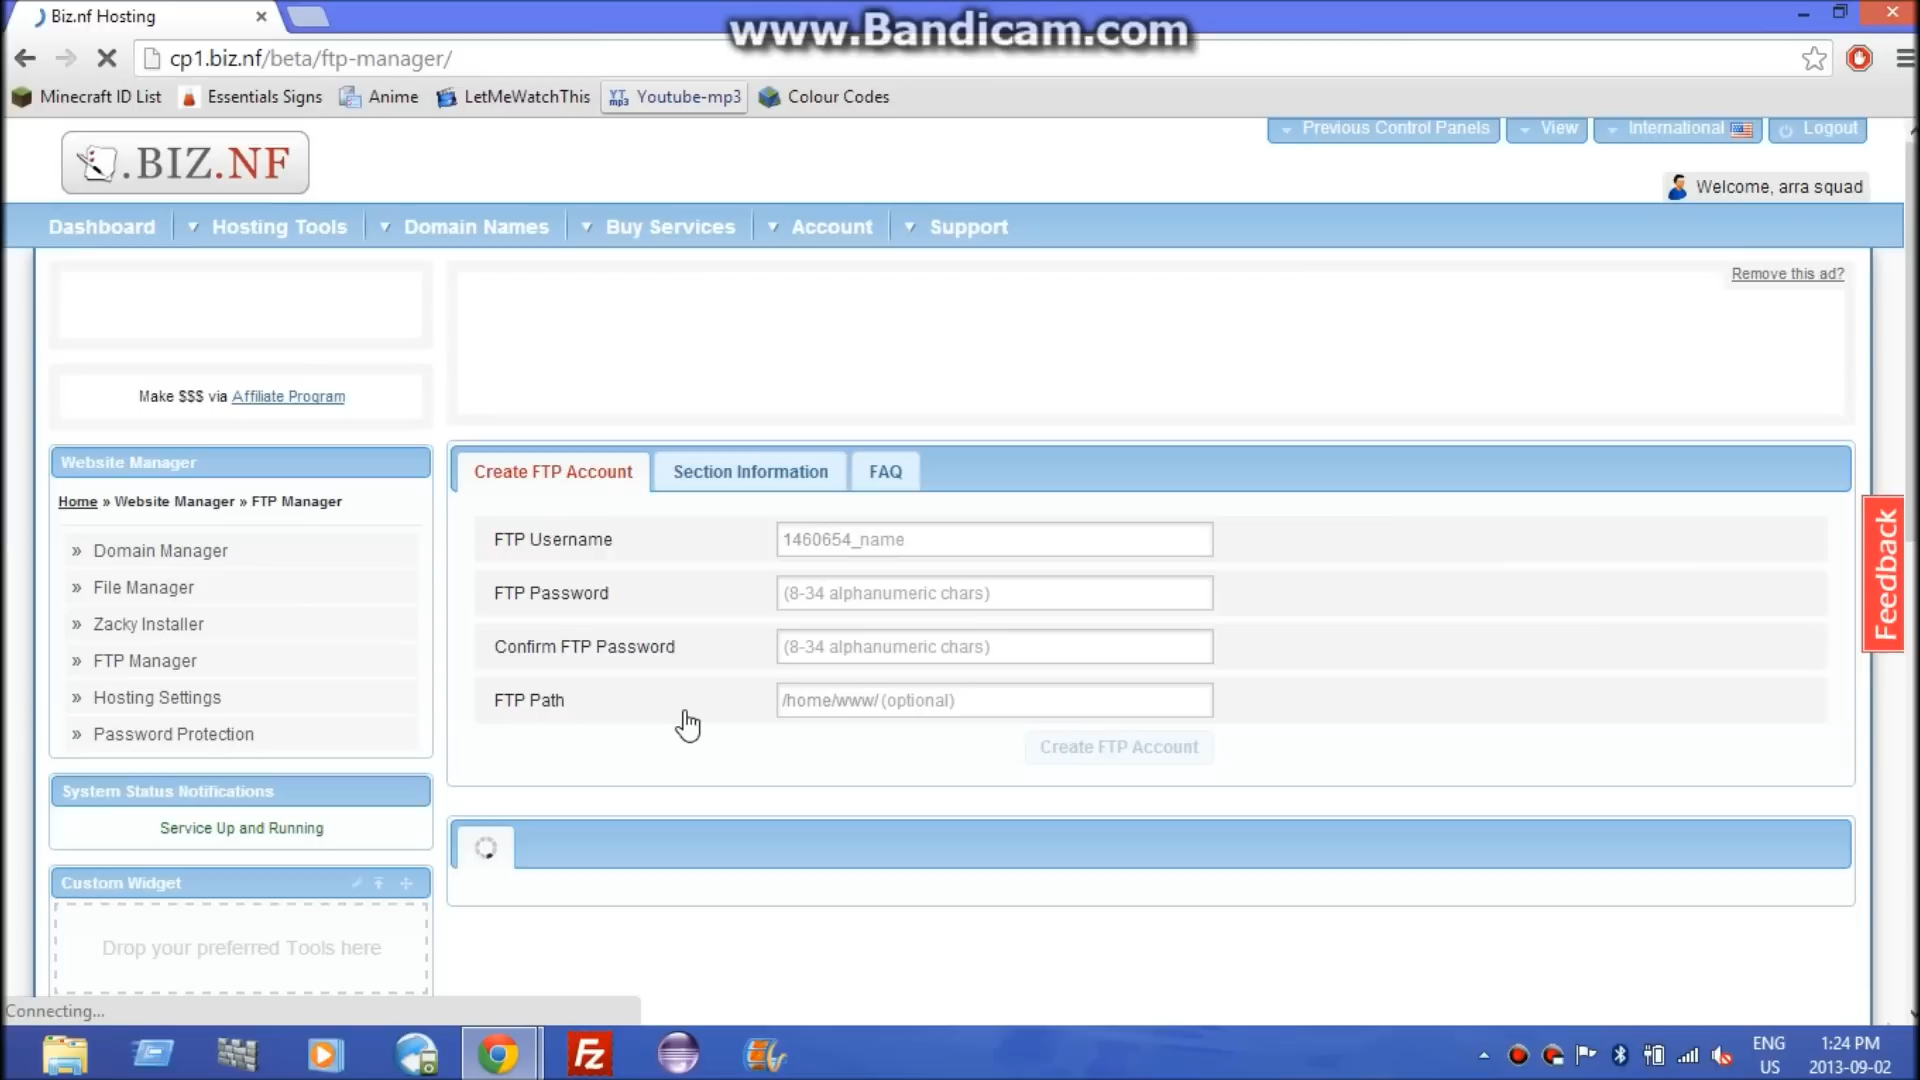 Biz.nf Hosting
www.Bandicam.com
cp1.biz.nf/beta/ftp-manager/
Minecraft ID List
Essentials Signs
Anime
LetMeWatchThis
YT mp3
Youtube-mp3
Colour Codes
Previous Control Panels
View
International
Logout
.BIZ.NF
Welcome, arra squad
Dashboard
Hosting Tools
Domain Names
Buy Services
Account
Support
Remove this ad?
Make $$$ via Affiliate Program
Website Manager
Home » Website Manager » FTP Manager
» Domain Manager
» File Manager
» Zacky Installer
» FTP Manager
» Hosting Settings
» Password Protection
System Status Notifications
Service Up and Running
Custom Widget
Drop your preferred Tools here
Create FTP Account
Section Information
FAQ
FTP Username
1460654_name
FTP Password
(8-34 alphanumeric chars)
Confirm FTP Password
(8-34 alphanumeric chars)
FTP Path
/home/www/ (optional)
Create FTP Account
Feedback
Connecting...
Fz
ENG
US
1:24 PM
2013-09-02